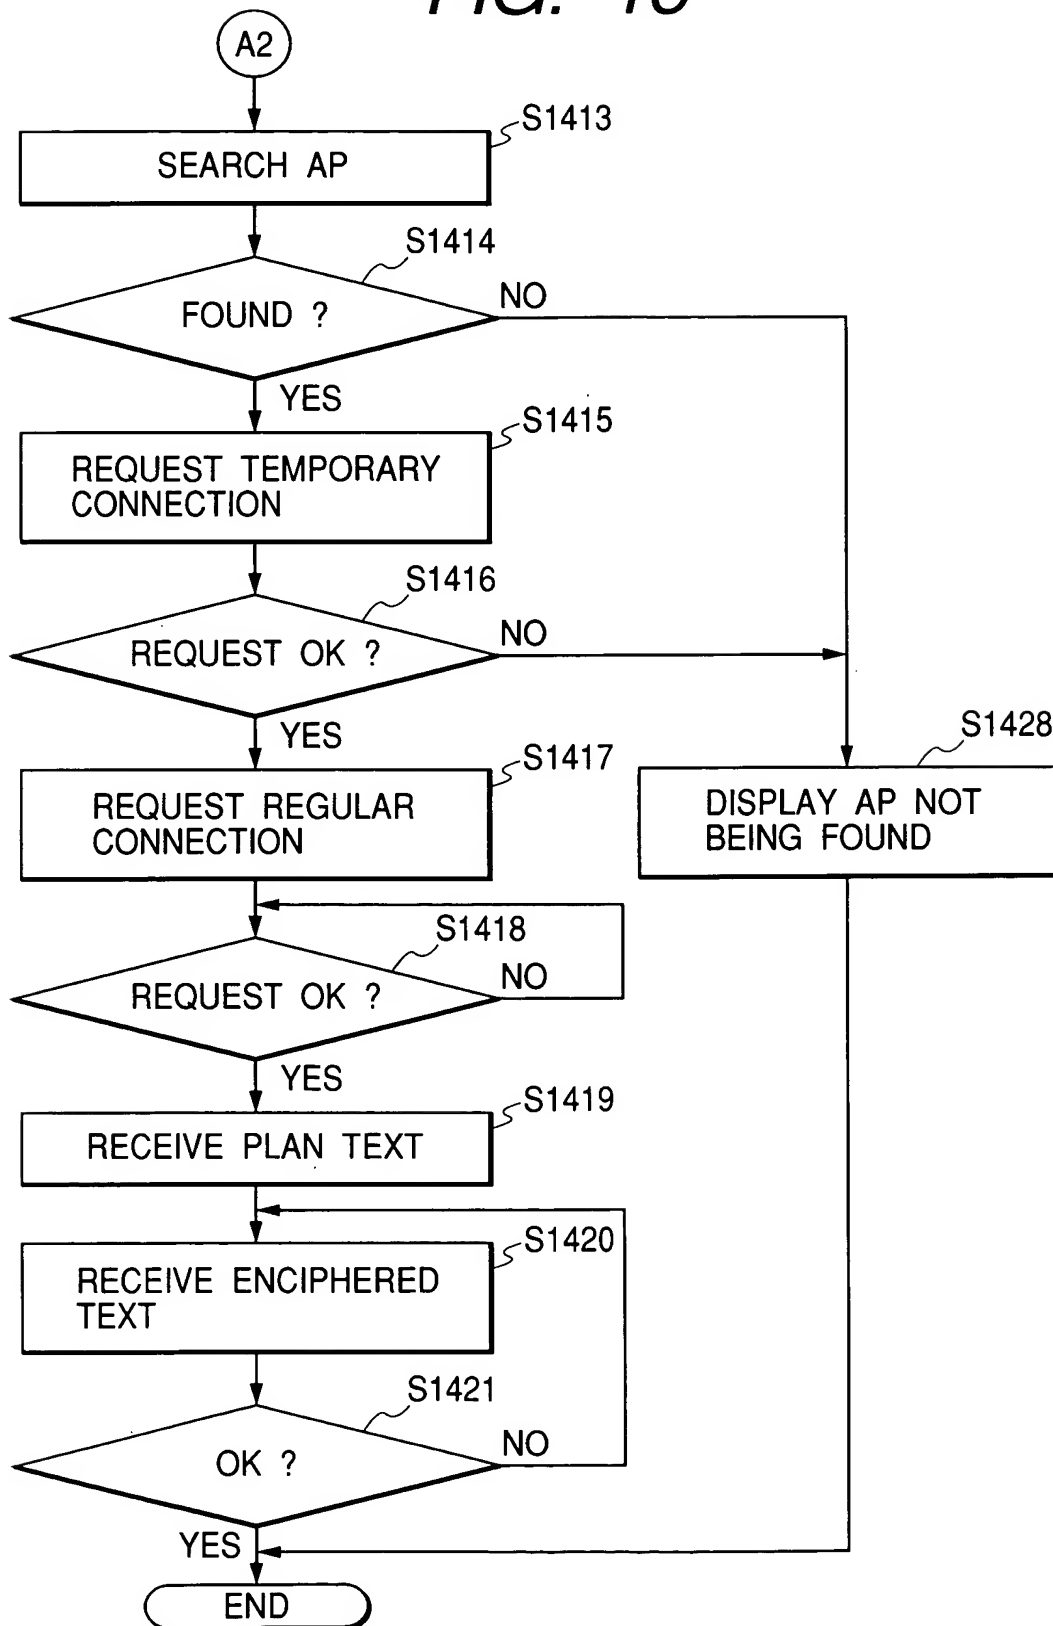 A2
S1413
SEARCH AP
S1414
FOUND ?
NO
YES
S1415
REQUEST TEMPORARY
CONNECTION
S1416
REQUEST OK ?
NO
YES
S1417
REQUEST REGULAR
CONNECTION
S1428
DISPLAY AP NOT
BEING FOUND
S1418
REQUEST OK ?
NO
YES
S1419
RECEIVE PLAN TEXT
S1420
RECEIVE ENCIPHERED
TEXT
S1421
OK ?
NO
YES
END